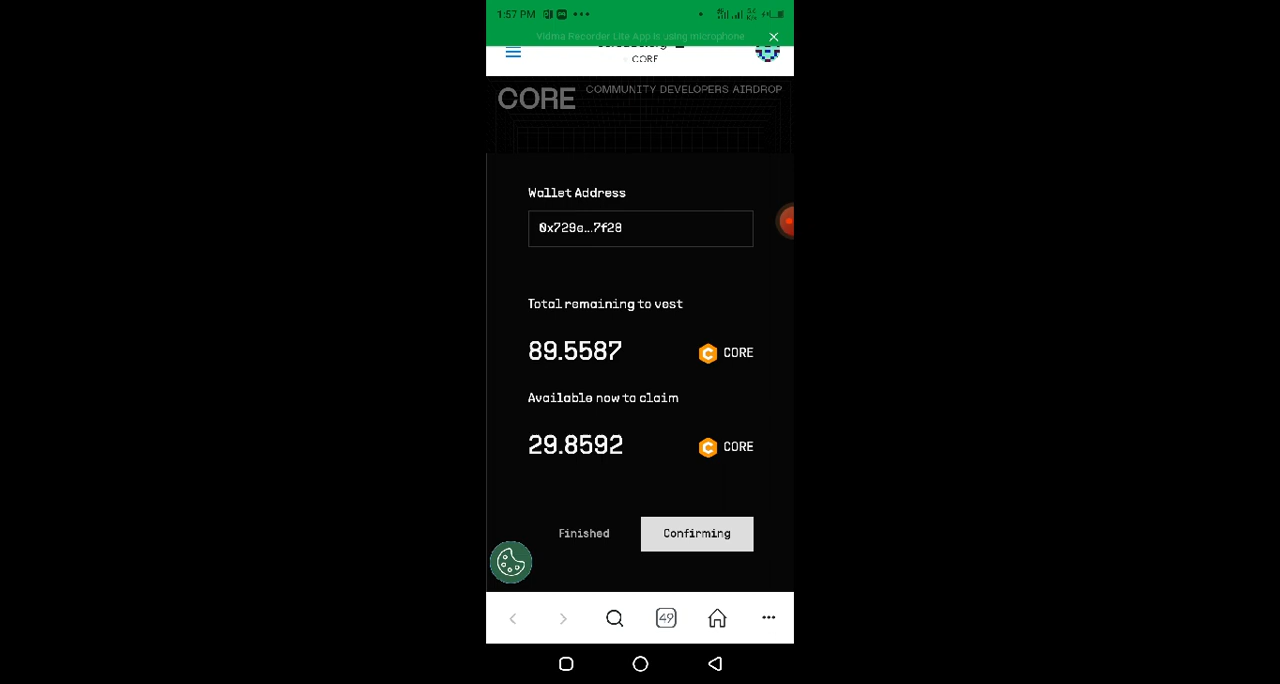 1:57 PM
Vidma Recorder Lite App is using microphone
CORE
CORE
COMMUNITY DEVELOPERS AIRDROP
Wallet Address
0x729a...7f28
Total remaining to vest
89.5587
CORE
Available now to claim
29.8592
CORE
Finished
Confirming
49